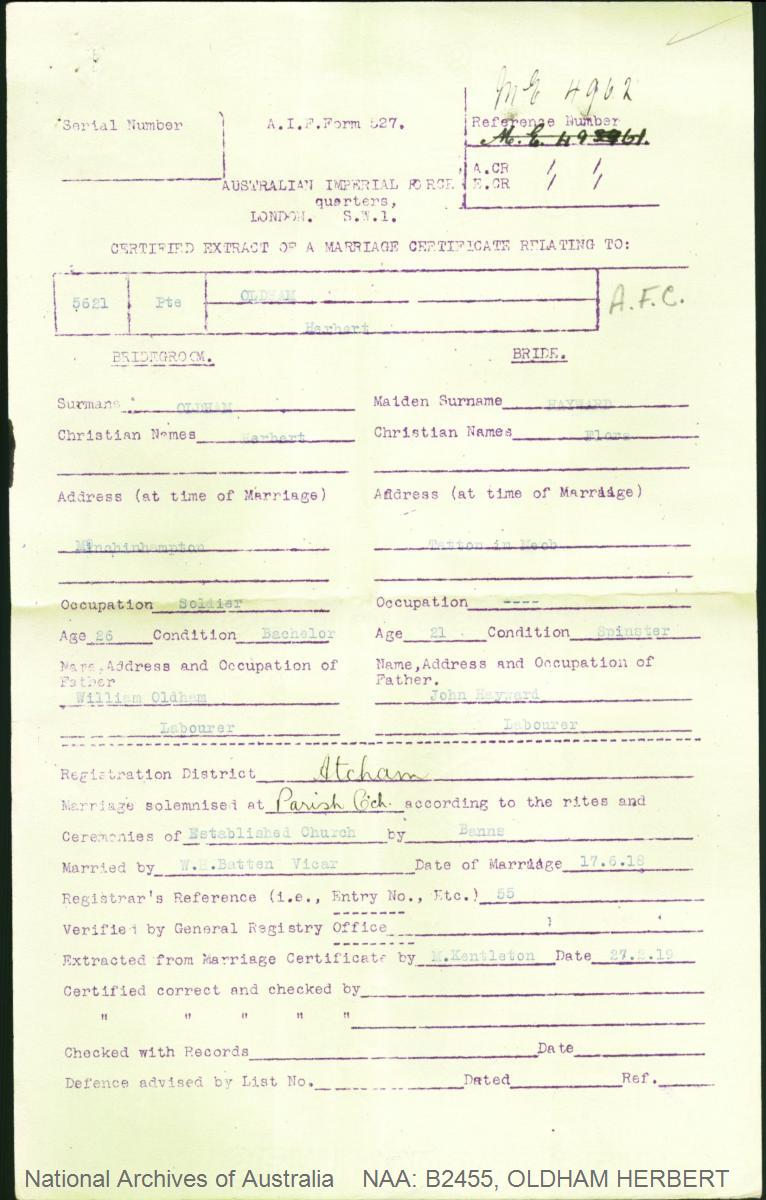 ME 4962
Serial Number
A.I.F.Form 527.
Reference Number
A.CR / /
AUSTRALIAN IMPERIAL FORCE
E.CR / /
quarters,
LONDON. S.W.1.
CERTIFIED EXTRACT OF A MARRIAGE CERTIFICATE RELATING TO:
5621 Pte OLDHAM
Herbert
A.F.C.
BRIDEGROOM. BRIDE.
Surname OLDHAM Maiden Surname HAYWARD
Christian Names Herbert Christian Names Flora
Address (at time of Marriage) Address (at time of Marriage)
Minchinhampton Tatton in
Occupation Soldier Occupation ----
Age 26 Condition Bachelor Age 21 Condition Spinster
Name,Address and Occupation of Name,Address and Occupation of
Father Father.
William Oldham John Hayward
Labourer Labourer
Registration District Atcham
Marriage solemnised at Parish Cch. according to the rites and
Ceremonies of Established Church by Banns
Married by W.H.Batten Vicar Date of Marriage 17.6.18
Registrar's Reference (i.e., Entry No., Etc.) 55
Verified by General Registry Office
Extracted from Marriage Certificate by M.Kentleton Date 27.2.19
Certified correct and checked by
" " " " "
Checked with Records Date
Defence advised by List No. Dated Ref.
National Archives of Australia NAA: B2455, OLDHAM HERBERT